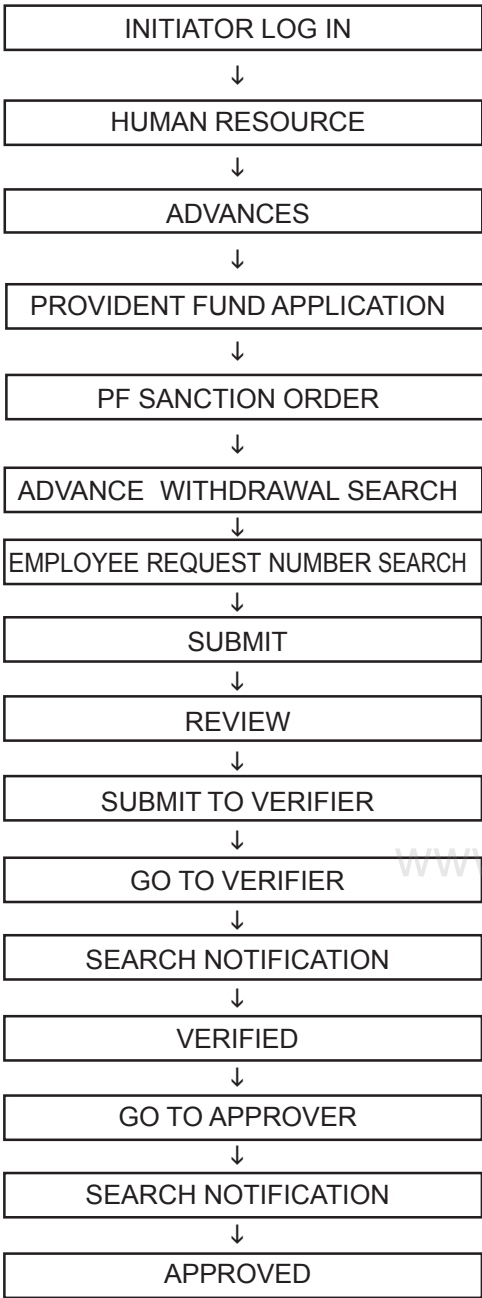 INITIATOR LOG IN
↓
HUMAN RESOURCE
↓
ADVANCES
↓
PROVIDENT FUND APPLICATION
↓
PF SANCTION ORDER
↓
ADVANCE WITHDRAWAL SEARCH
↓
EMPLOYEE REQUEST NUMBER SEARCH
↓
SUBMIT
↓
REVIEW
↓
SUBMIT TO VERIFIER
↓
GO TO VERIFIER
↓
SEARCH NOTIFICATION
↓
VERIFIED
↓
GO TO APPROVER
↓
SEARCH NOTIFICATION
↓
APPROVED